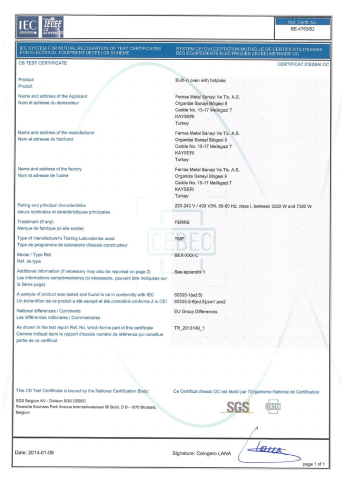 IEC IECEE CB SCHEME
Ref. Certif. No.
BE-4753/S2
IEC SYSTEM FOR MUTUAL RECOGNITION OF TEST CERTIFICATES FOR ELECTRICAL EQUIPMENT (IECEE) CB SCHEME
SYSTEME CEI D'ACCEPTATION MUTUELLE DE CERTIFICATS D'ESSAIS DES EQUIPEMENTS ELECTRIQUES (IECEE) METHODE OC
CB TEST CERTIFICATE
CERTIFICAT D'ESSAI OC
Product
Produit
Built-in oven with hotplate
Name and address of the Applicant
Nom et adresse du demandeur
Femas Metal Sanayi Ve Tic. A.S.
Organize Sanayi Bögesi 8
Cadde No. 15-17 Melikgazi 7
KAYSERI
Turkey
Name and address of the manufacturer
Nom et adresse du fabricant
Femas Metal Sanayi Ve Tic. A.S.
Organize Sanayi Bögesi 8
Cadde No. 15-17 Melikgazi 7
KAYSERI
Turkey
Name and address of the factory
Nom et adresse de l'usine
Femas Metal Sanayi Ve Tic. A.S.
Organize Sanayi Bögesi 8
Cadde No. 15-17 Melikgazi 7
KAYSERI
Turkey
Rating and principal characteristics
aleurs nominales et caractéristiques principales
220-240 V / 400 V3N, 50-60 Hz, class I, between 2362 W and 7362 W
Trademark (if any)
Marque de fabrique (si elle existe)
FERRE
Type of manufacturer's Testing Laboratories used
Type de programme du laboratoire d'essais constructeur
TMP
Model / Type Ref.
Ref. de type
Additional information (if necessary may also be reported on page 2)
Les informations complémentaires (si nécessaire, peuvent être indiquées sur la 2ème page)
See appendix 1
A sample of product was tested and found to be in conformity with IEC
Un échantillon de ce produit a été essayé et été considéré conforme à la CEI
60335-1(ed.5)
60335-2-6(ed.5);am1;am2
National differences / Comments
Les différences nationales / Commentaires
EU Group Differences
As shown in the test report Ref. No. which forms part of this certificate
Comme indiqué dans le rapport d'essais numéro de référence qui constitue partie de ce certificat
TR_2013149_1
CEBEC
This CB Test Certificate is issued by the National Certification Body:
Ce Certificat d'essai OC est établi par l'Organisme National de Certification
SGS Belgium NV - Division SGS CEBEC
Riverside Business Park Avenue Internationalelaan 55 Build. D B - 1070 Brussels, Belgium
SGS
CEBEC
Date: 2014-01-09
Signature: Calogero LANA
page 1 of 1